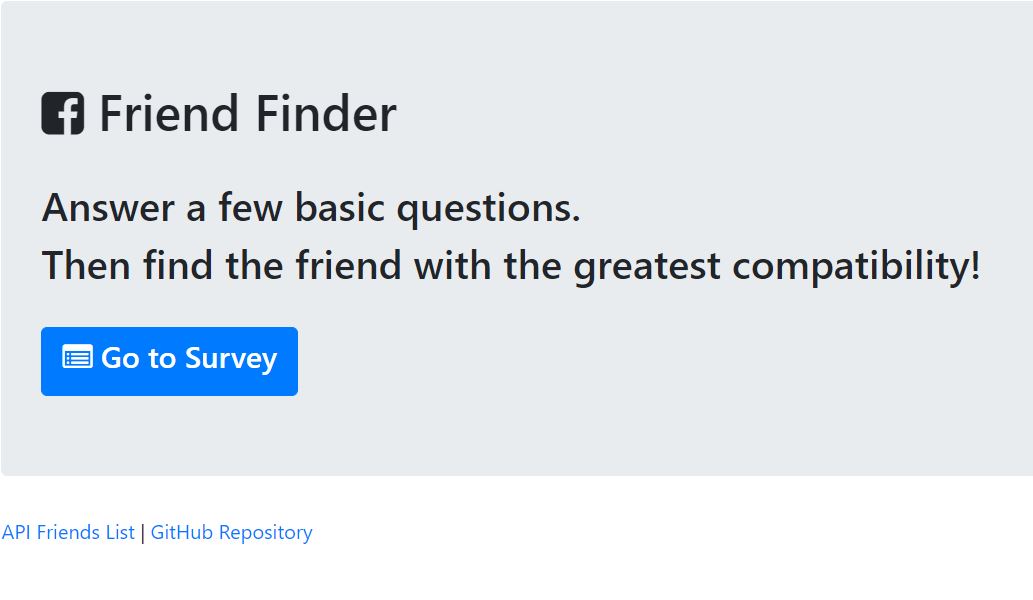 Friend Finder
Answer a few basic questions.
Then find the friend with the greatest compatibility!
Go to Survey
API Friends List | GitHub Repository